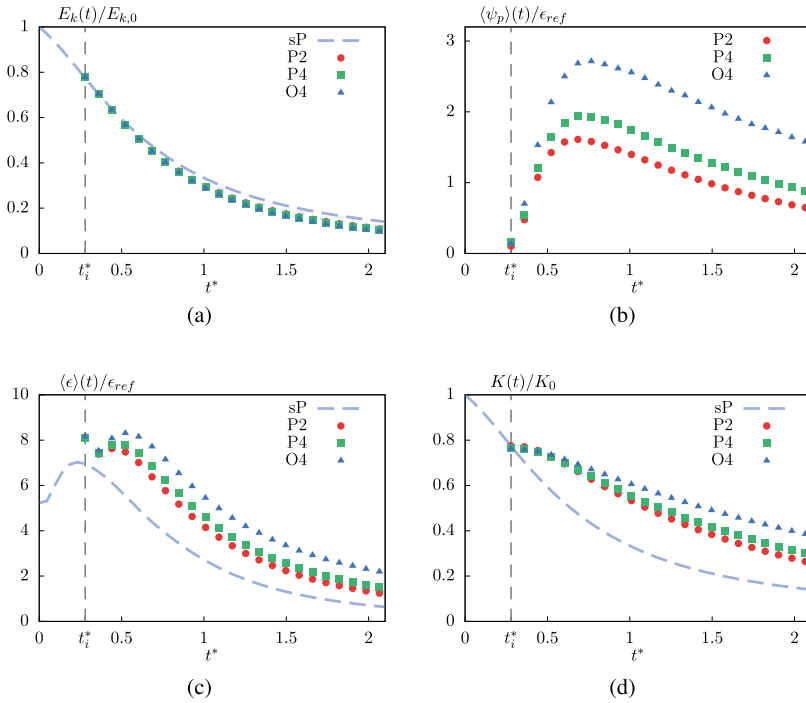 E_k(t)/E_{k,0}
1
0.8
0.6
0.4
0.2
0
sP
P2
P4
O4
0 t_i^* 0.5 1 1.5 2
t^*
(a)
⟨ψ_p⟩(t)/ϵ_{ref}
3
2
1
0
P2
P4
O4
0 t_i^* 0.5 1 1.5 2
t^*
(b)
⟨ϵ⟩(t)/ϵ_{ref}
10
8
6
4
2
0
sP
P2
P4
O4
0 t_i^* 0.5 1 1.5 2
t^*
(c)
K(t)/K_0
1
0.8
0.6
0.4
0.2
0
sP
P2
P4
O4
0 t_i^* 0.5 1 1.5 2
t^*
(d)